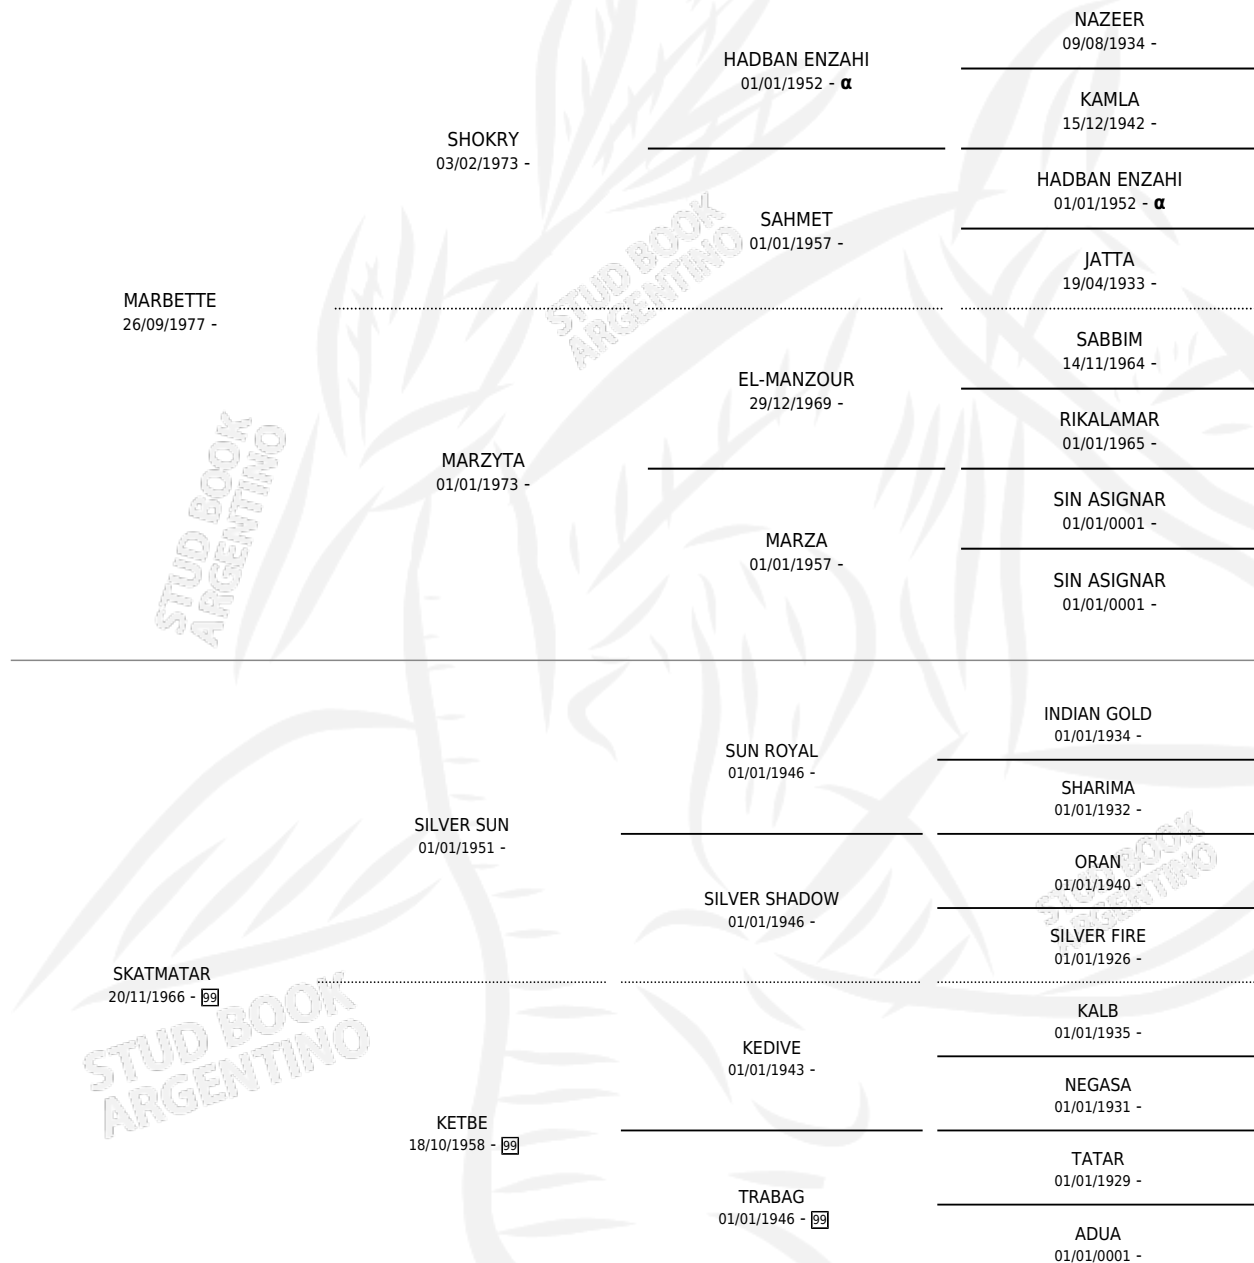 NAZEER
09/08/1934 -
HADBAN ENZAHI
01/01/1952 - α
KAMLA
15/12/1942 -
SHOKRY
03/02/1973 -
HADBAN ENZAHI
01/01/1952 - α
SAHMET
01/01/1957 -
JATTA
19/04/1933 -
MARBETTE
26/09/1977 -
STUD BOOK
ARGENTINO
SABBIM
14/11/1964 -
EL-MANZOUR
29/12/1969 -
RIKALAMAR
01/01/1965 -
MARZYTA
01/01/1973 -
STUD BOOK
ARGENTINO
SIN ASIGNAR
01/01/0001 -
MARZA
01/01/1957 -
SIN ASIGNAR
01/01/0001 -
INDIAN GOLD
01/01/1934 -
SUN ROYAL
01/01/1946 -
SHARIMA
01/01/1932 -
SILVER SUN
01/01/1951 -
ORAN
01/01/1940 -
STUD BOOK
ARGENTINO
SILVER SHADOW
01/01/1946 -
SILVER FIRE
01/01/1926 -
SKATMATAR
20/11/1966 - 99
STUD BOOK
ARGENTINO
KALB
01/01/1935 -
KEDIVE
01/01/1943 -
NEGASA
01/01/1931 -
KETBE
18/10/1958 - 99
TATAR
01/01/1929 -
TRABAG
01/01/1946 - 99
ADUA
01/01/0001 -